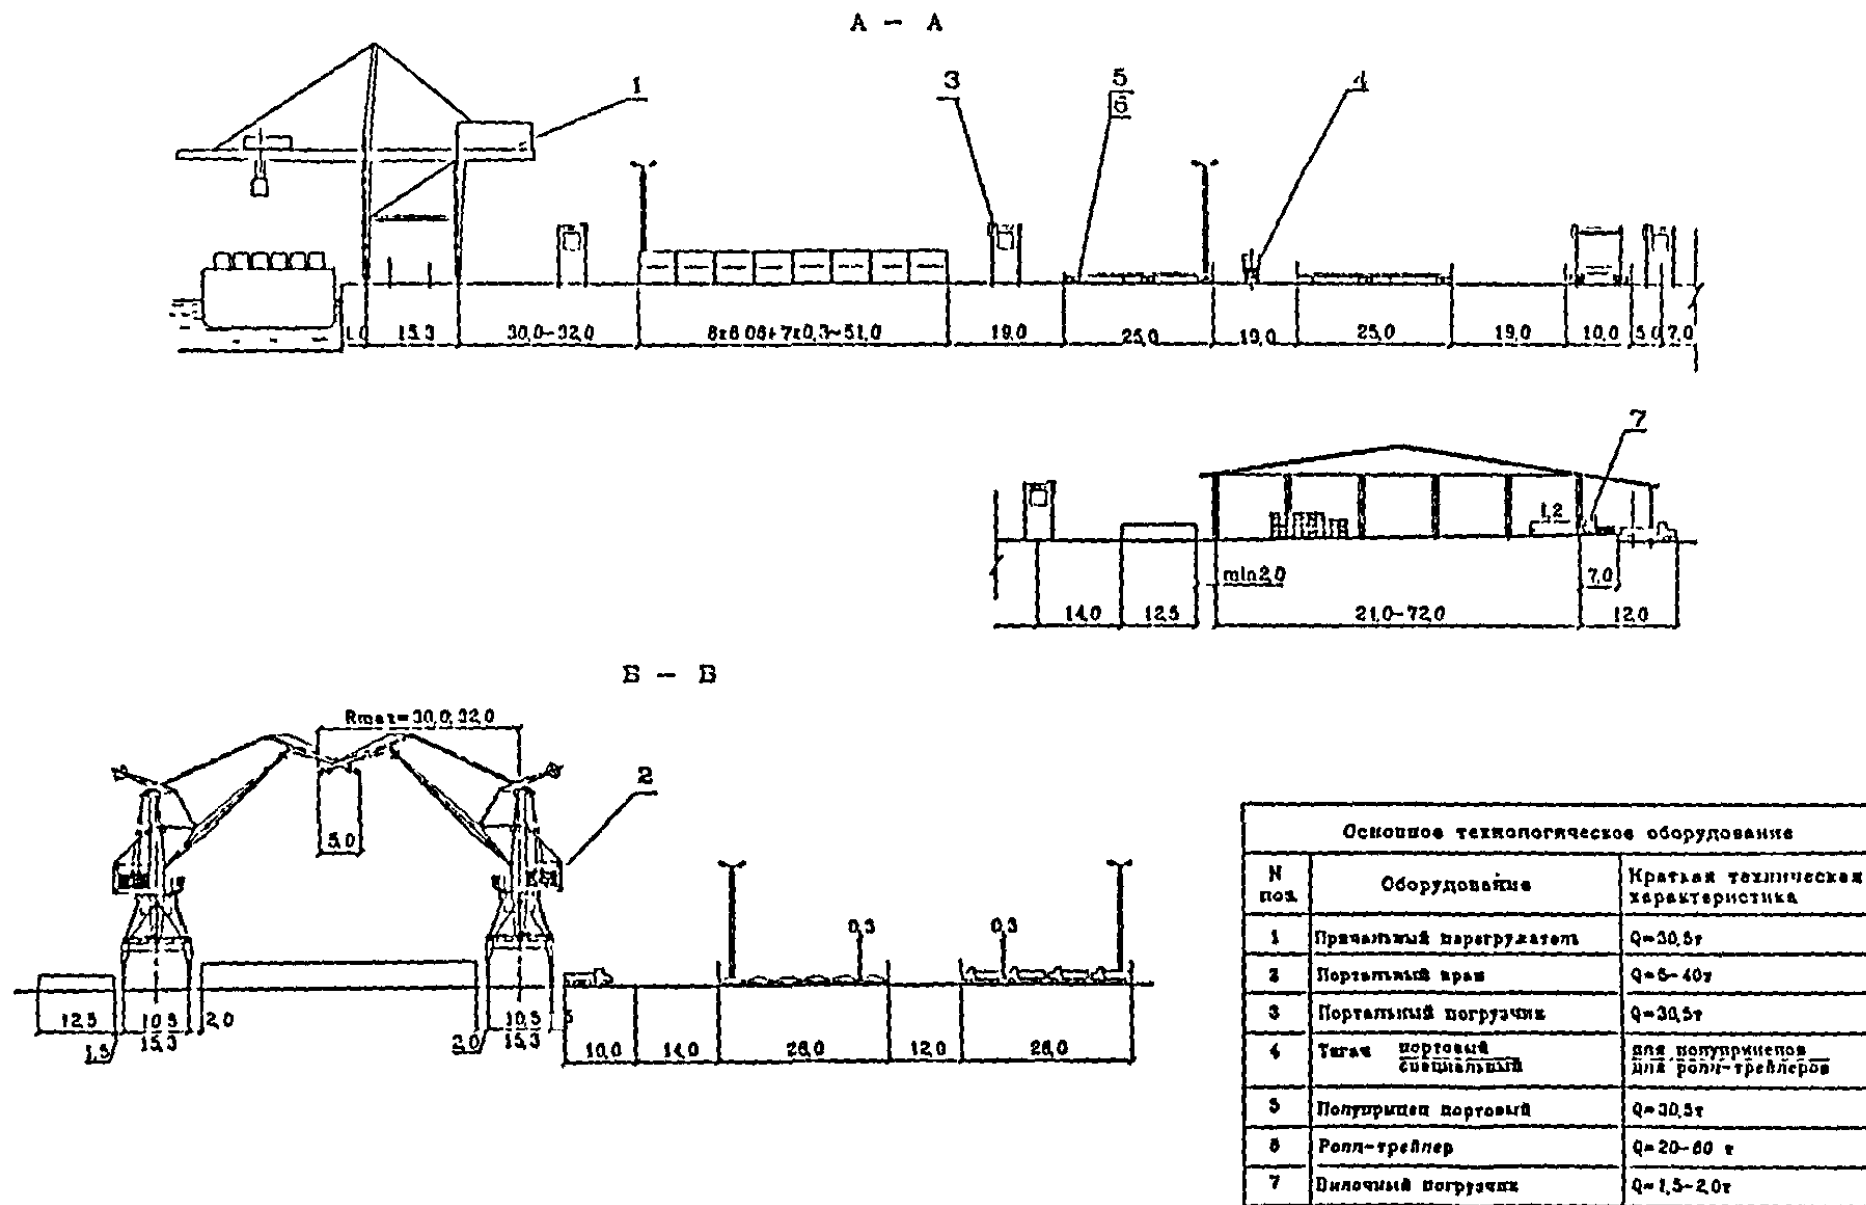 А - А
1
3
5
6
4
1.0
15.3
30,0-32,0
8x6.06+7x0,3~51,0
19,0
25,0
19,0
25,0
19,0
10,0
5,0
7,0
7
1,2
min2,0
7,0
14,0
12,5
21,0-72,0
12,0
Б - Б
Rmax=30,0;32,0
2
5,0
0,3
0,3
12,5
10,5
2,0
10,5
1,5
15,3
2,0
15,3
10,0
14,0
26,0
12,0
26,0
Основное технологическое оборудование
N поз.
Оборудование
Краткая техническая характеристика
1 Причальный перегружатель Q=30,5т
2 Портальный кран Q=5-40т
3 Портальный погрузчик Q=30,5т
4 Тягач портовый специальный для полуприцепов для ролл-трейлеров
5 Полуприцеп портовый Q=30,5т
6 Ролл-трейлер Q=20-60 т
7 Вилочный погрузчик Q=1,5-2,0т